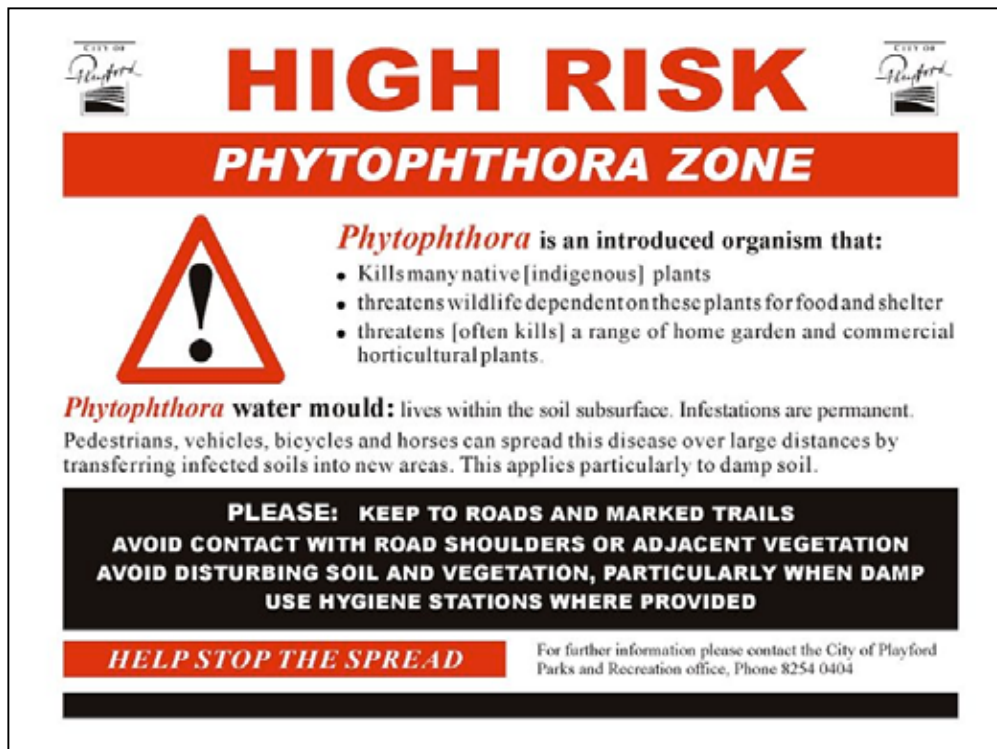 CITY OF
Playford
HIGH RISK
CITY OF
Playford
PHYTOPHTHORA ZONE
Phytophthora is an introduced organism that:
• Kills many native [indigenous] plants
• threatens wildlife dependent on these plants for food and shelter
• threatens [often kills] a range of home garden and commercial
horticultural plants.
Phytophthora water mould: lives within the soil subsurface. Infestations are permanent.
Pedestrians, vehicles, bicycles and horses can spread this disease over large distances by
transferring infected soils into new areas. This applies particularly to damp soil.
PLEASE: KEEP TO ROADS AND MARKED TRAILS
AVOID CONTACT WITH ROAD SHOULDERS OR ADJACENT VEGETATION
AVOID DISTURBING SOIL AND VEGETATION, PARTICULARLY WHEN DAMP
USE HYGIENE STATIONS WHERE PROVIDED
HELP STOP THE SPREAD
For further information please contact the City of Playford
Parks and Recreation office, Phone 8254 0404